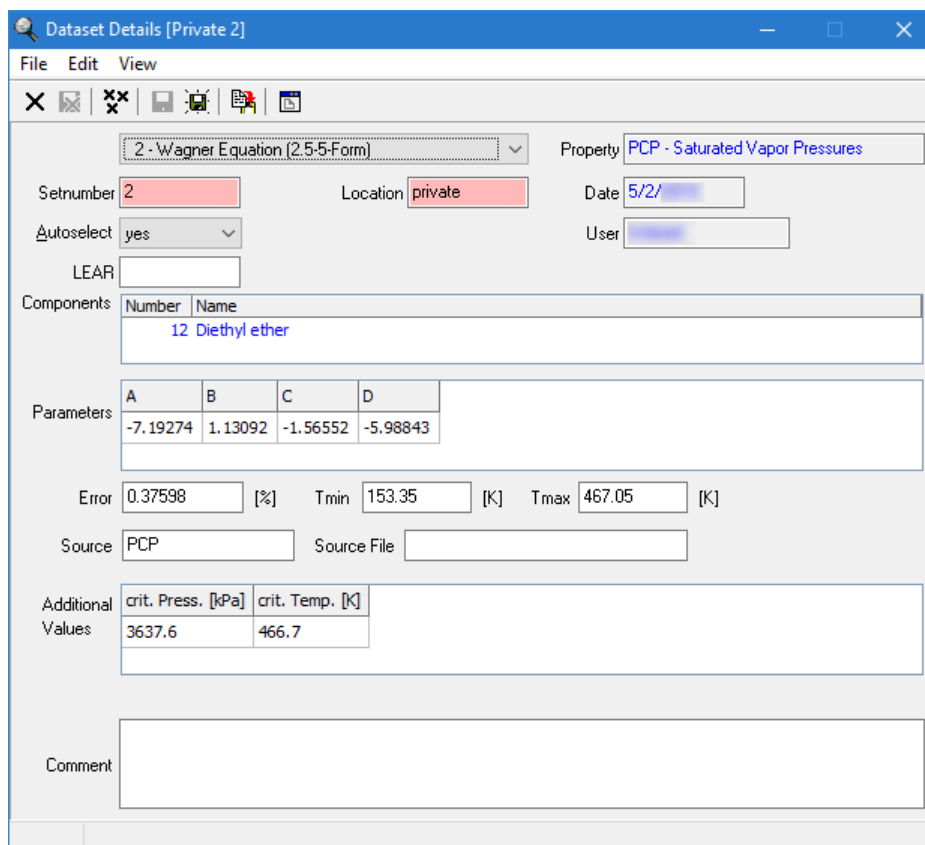 Dataset Details [Private 2]
File Edit View
2 - Wagner Equation (2.5-5-Form) Property PCP - Saturated Vapor Pressures
Setnumber 2 Location private Date 5/2/
Autoselect yes User
LEAR
Components Number Name
12 Diethyl ether
Parameters A B C D
-7.19274 1.13092 -1.56552 -5.98843
Error 0.37598 [%] Tmin 153.35 [K] Tmax 467.05 [K]
Source PCP Source File
Additional Values crit. Press. [kPa] crit. Temp. [K]
3637.6 466.7
Comment